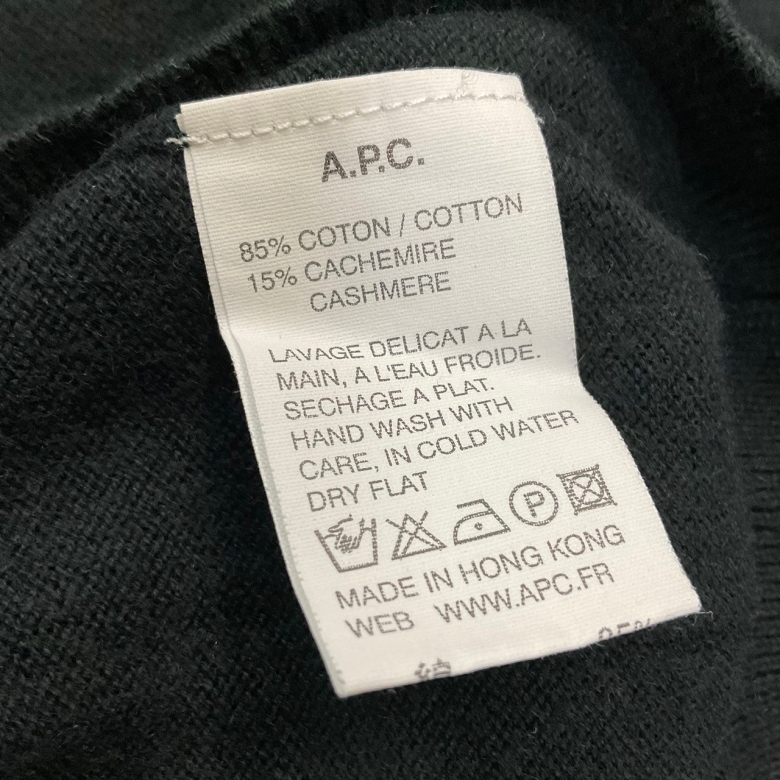 A.P.C.
85% COTON / COTTON
15% CACHEMIRE
CASHMERE
LAVAGE DELICAT A LA
MAIN, A L'EAU FROIDE.
SECHAGE A PLAT.
HAND WASH WITH
CARE, IN COLD WATER
DRY FLAT
P
MADE IN HONG KONG
WEB WWW.APC.FR